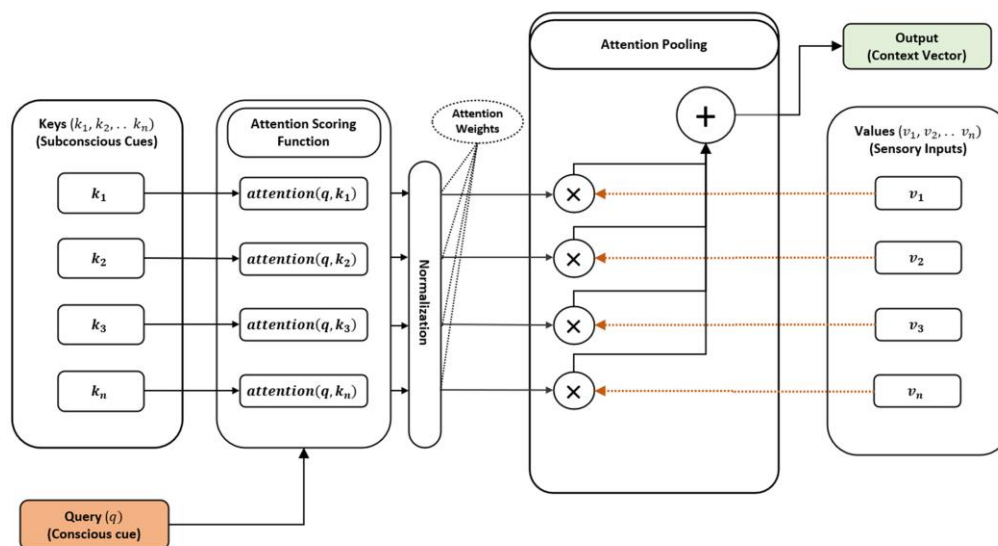 Attention Pooling
Output
(Context Vector)
Keys (k₁, k₂, . . kₙ)
(Subconscious Cues)
Attention Scoring
Function
Attention
Weights
Values (v₁, v₂, . . vₙ)
(Sensory Inputs)
+
k₁
attention(q, k₁)
×
v₁
k₂
attention(q, k₂)
×
v₂
Normalization
k₃
attention(q, k₃)
×
v₃
kₙ
attention(q, kₙ)
×
vₙ
Query (q)
(Conscious cue)